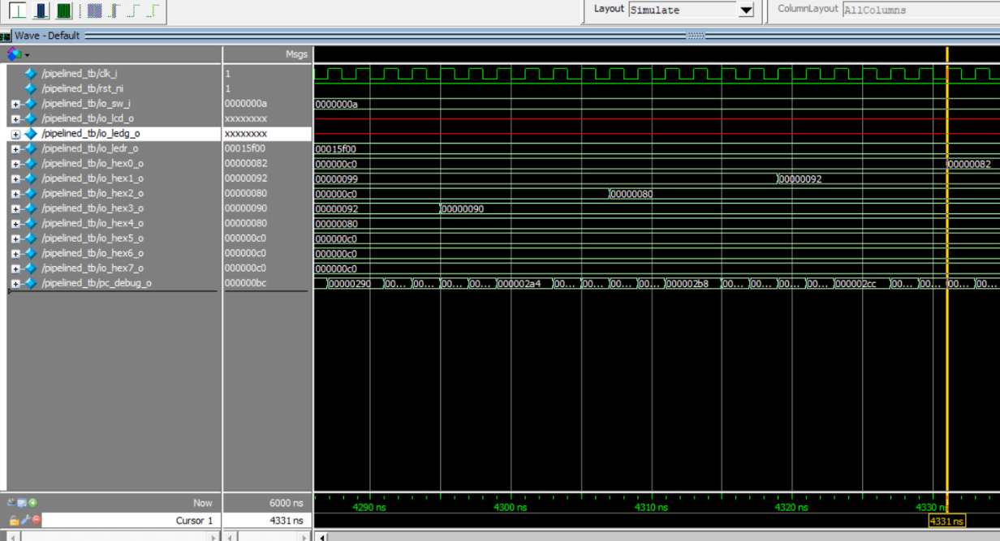 Layout Simulate ColumnLayout AllColumns
Wave - Default
Msgs
/pipelined_tb/clk_i 1
/pipelined_tb/rst_ni 1
/pipelined_tb/io_sw_i 0000000a 0000000a
/pipelined_tb/io_lcd_o xxxxxxxx
/pipelined_tb/io_ledg_o xxxxxxxx
/pipelined_tb/io_ledr_o 00015f00 00015f00
/pipelined_tb/io_hex0_o 00000082 000000c0 00000082
/pipelined_tb/io_hex1_o 00000092 00000099 00000092
/pipelined_tb/io_hex2_o 00000080 000000c0 00000080
/pipelined_tb/io_hex3_o 00000090 00000092 00000090
/pipelined_tb/io_hex4_o 00000080 00000080
/pipelined_tb/io_hex5_o 000000c0 000000c0
/pipelined_tb/io_hex6_o 000000c0 000000c0
/pipelined_tb/io_hex7_o 000000c0 000000c0
/pipelined_tb/pc_debug_o 000000bc 00000290 00... 00... 00... 00... 000002a4 00... 00... 00... 00... 000002b8 00... 00... 00... 00... 000002cc 00... 00... 00... 00...
Now 6000 ns 4290 ns 4300 ns 4310 ns 4320 ns 4330 ns
Cursor 1 4331 ns 4331 ns